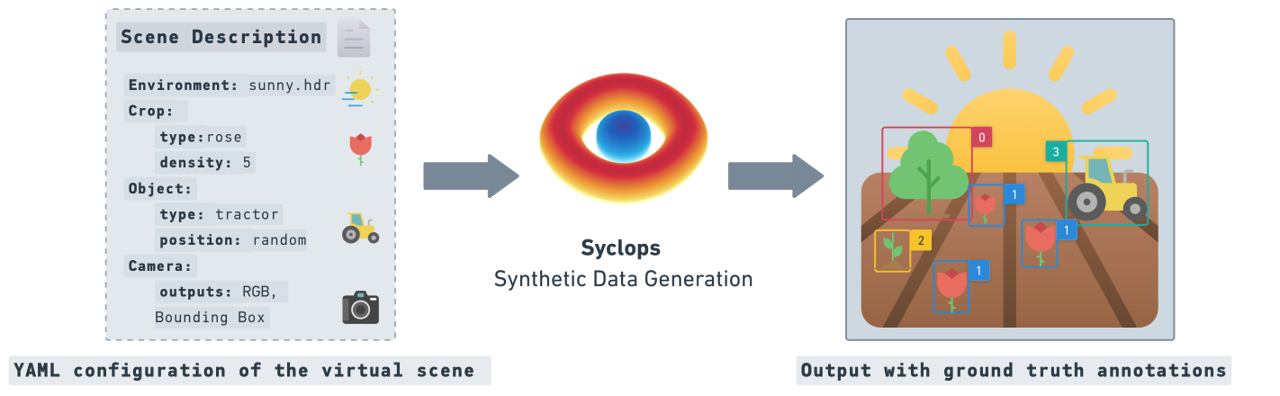 Scene Description
Environment: sunny.hdr
Crop:
type:rose
density: 5
Object:
type: tractor
position: random
Camera:
outputs: RGB,
Bounding Box
YAML configuration of the virtual scene
Syclops
Synthetic Data Generation
0
3
1
1
2
1
Output with ground truth annotations